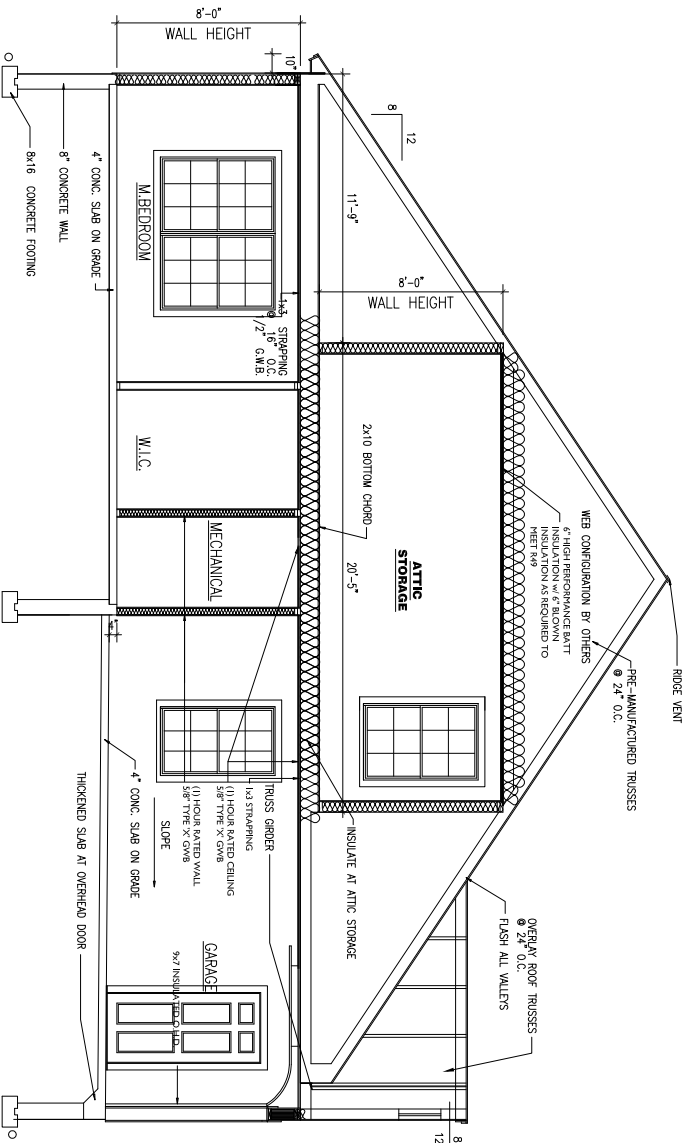 RIDGE VENT
PRE-MANUFACTURED TRUSSES
@ 24" O.C.
WEB CONFIGURATION BY OTHERS
6" HIGH PERFORMANCE BATT
INSULATION w/ 6" BLOWN
INSULATION AS REQUIRED TO
MEET R49
OVERLAY ROOF TRUSSES
@ 24" O.C.
FLASH ALL VALLEYS
8
12
8
12
8'-0"
WALL HEIGHT
ATTIC
STORAGE
11'-9"
20'-5"
2x10 BOTTOM CHORD
INSULATE AT ATTIC STORAGE
TRUSS GIRDER
10"
8'-0"
WALL HEIGHT
1x3 STRAPPING
@ 16" O.C.
1/2" G.W.B.
1x3 STRAPPING
(1) HOUR RATED CEILING
5/8" TYPE 'X' GWB
(1) HOUR RATED WALL
5/8" TYPE 'X' GWB
M.BEDROOM
W.I.C.
MECHANICAL
GARAGE
9x7 INSULATED O.H.D.
SLOPE
4"
4" CONC. SLAB ON GRADE
4" CONC. SLAB ON GRADE
THICKENED SLAB AT OVERHEAD DOOR
8" CONCRETE WALL
8x16 CONCRETE FOOTING